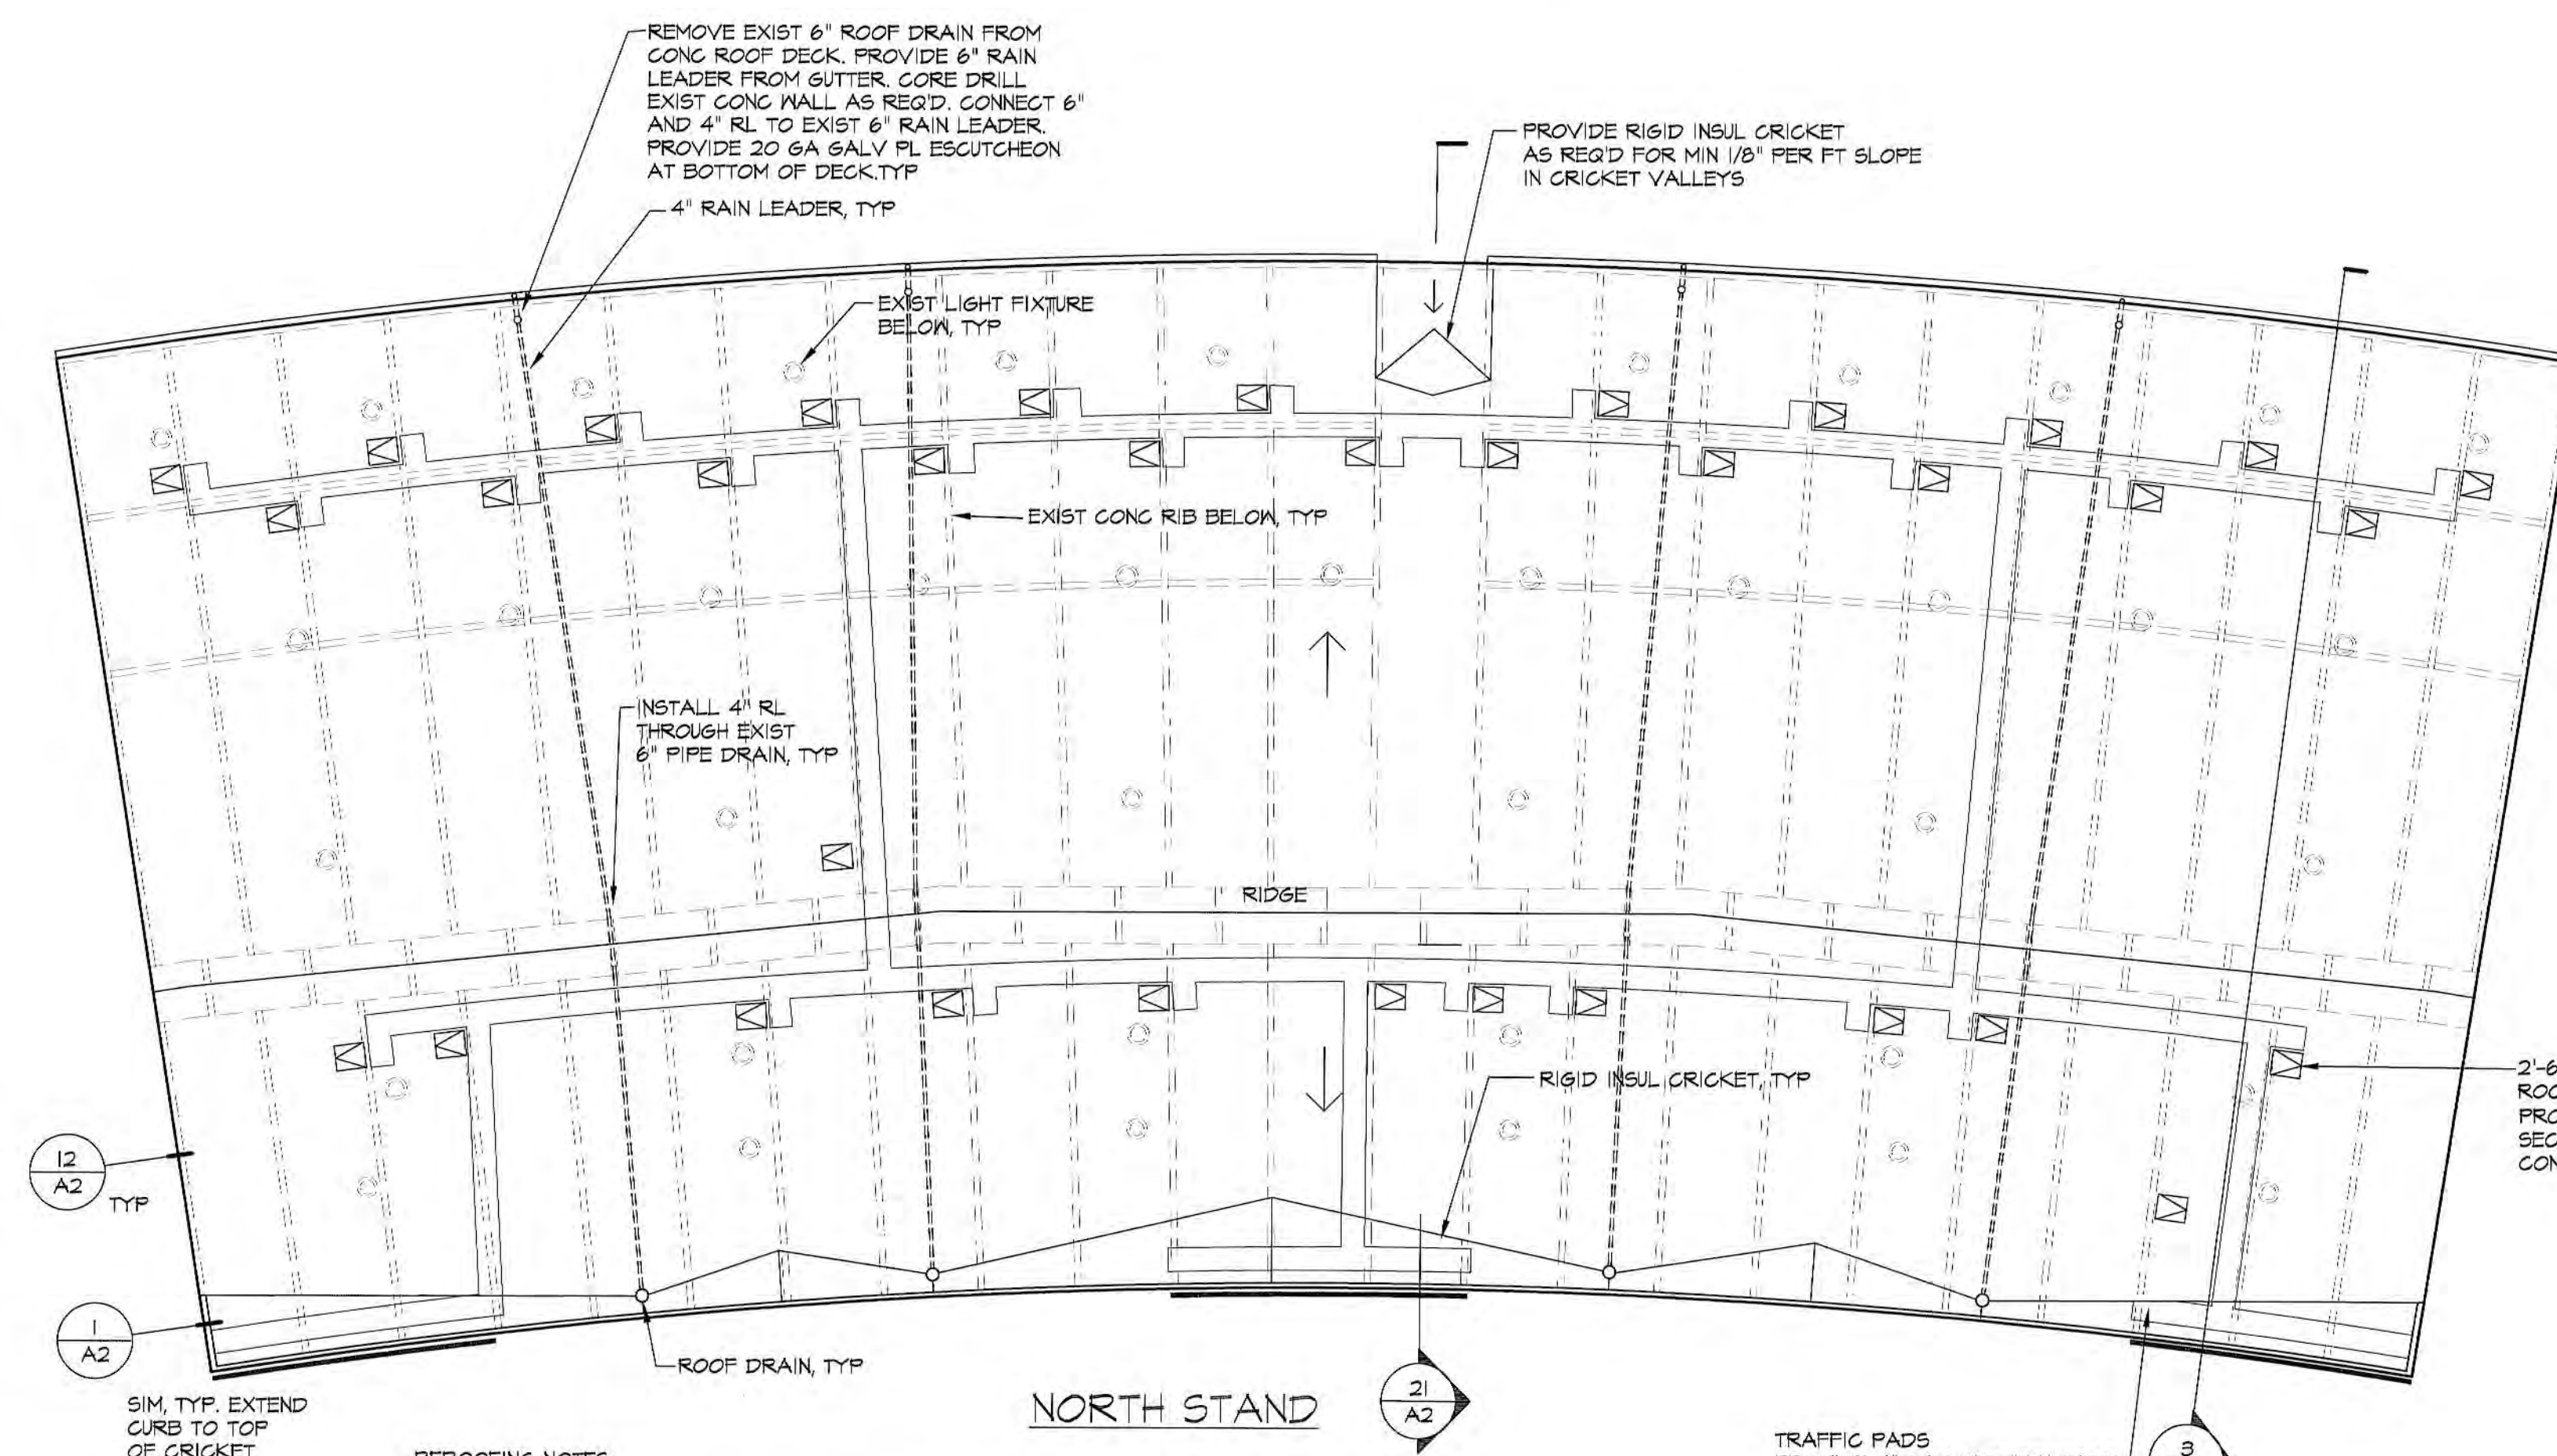 REMOVE EXIST 6" ROOF DRAIN FROM
CONC ROOF DECK. PROVIDE 6" RAIN
LEADER FROM GUTTER. CORE DRILL
EXIST CONC WALL AS REQ'D. CONNECT 6"
AND 4" RL TO EXIST 6" RAIN LEADER.
PROVIDE 20 GA GALV PL ESCUTCHEON
AT BOTTOM OF DECK.TYP
4" RAIN LEADER, TYP
PROVIDE RIGID INSUL CRICKET
AS REQ'D FOR MIN 1/8" PER FT SLOPE
IN CRICKET VALLEYS
EXIST LIGHT FIXTURE
BELOW, TYP
EXIST CONC RIB BELOW, TYP
INSTALL 4" RL
THROUGH EXIST
6" PIPE DRAIN, TYP
RIDGE
RIGID INSUL CRICKET, TYP
2'-6
ROO
PRO
SEC
CON
12
A2
TYP
1
A2
SIM, TYP. EXTEND
CURB TO TOP
OF CRICKET
ROOF DRAIN, TYP
NORTH STAND
21
A2
REROOFING NOTES
TRAFFIC PADS
3